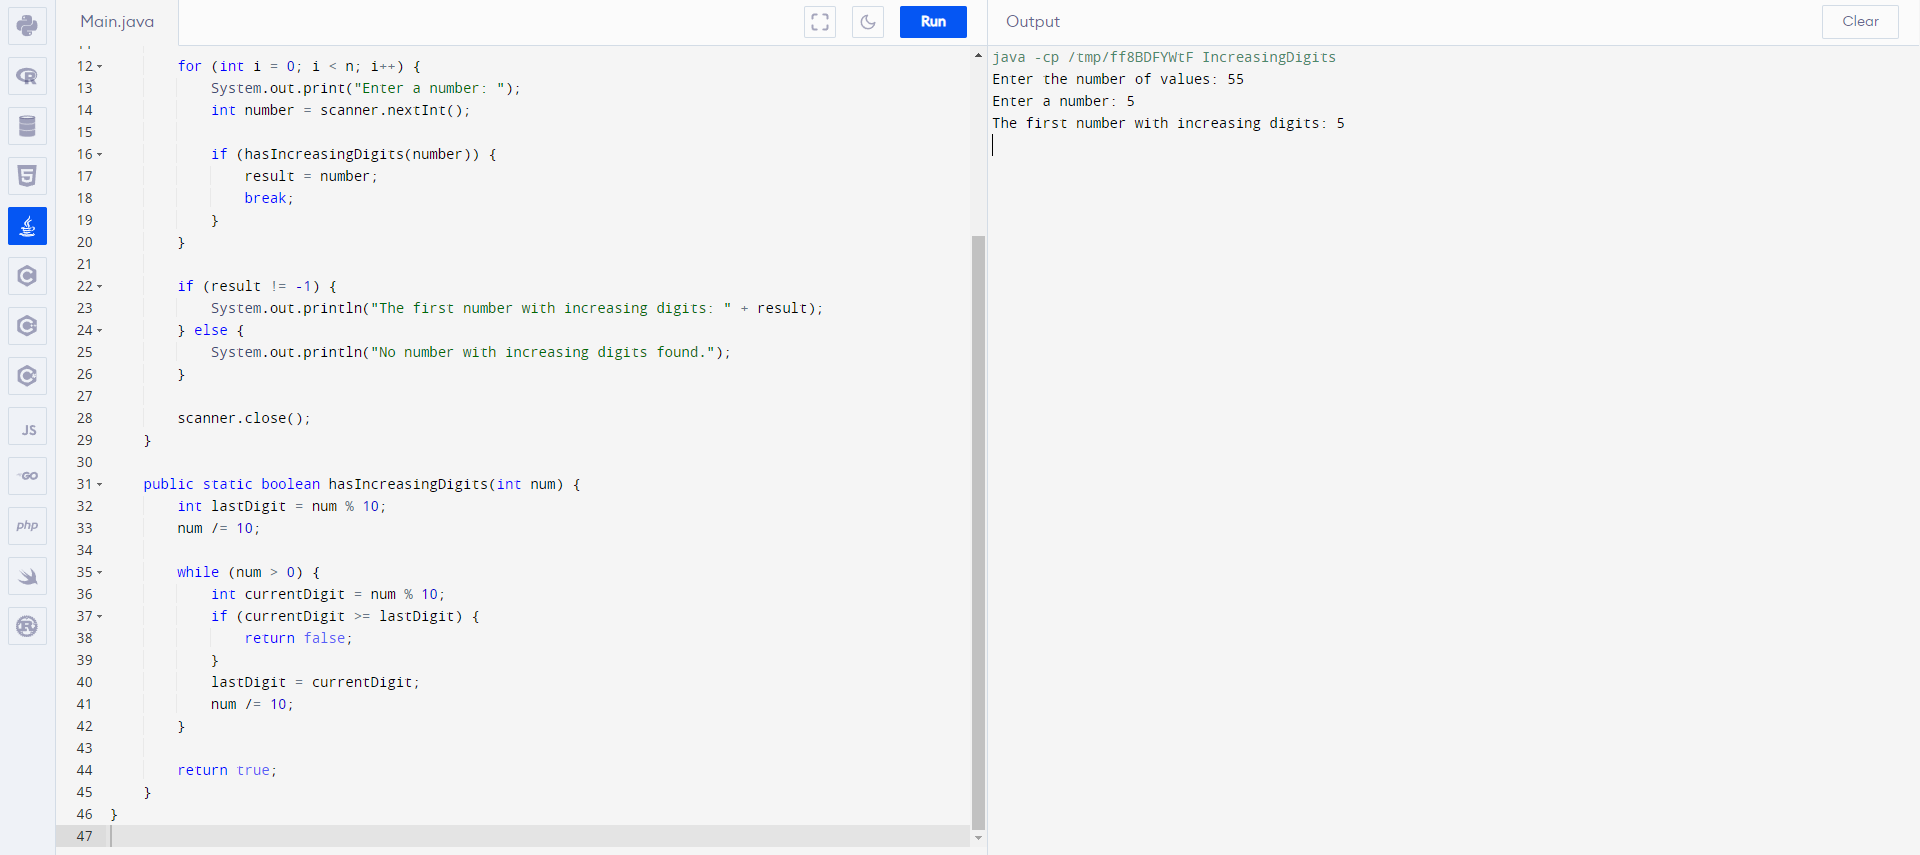 Main.java
Run
Output
Clear
12 for (int i = 0; i < n; i++) {
13 System.out.print("Enter a number: ");
14 int number = scanner.nextInt();
15
16 if (hasIncreasingDigits(number)) {
17 result = number;
18 break;
19 }
20 }
21
22 if (result != -1) {
23 System.out.println("The first number with increasing digits: " + result);
24 } else {
25 System.out.println("No number with increasing digits found.");
26 }
27
28 scanner.close();
29 }
30
31 public static boolean hasIncreasingDigits(int num) {
32 int lastDigit = num % 10;
33 num /= 10;
34
35 while (num > 0) {
36 int currentDigit = num % 10;
37 if (currentDigit >= lastDigit) {
38 return false;
39 }
40 lastDigit = currentDigit;
41 num /= 10;
42 }
43
44 return true;
45 }
46 }
47
java -cp /tmp/ff8BDFYWtF IncreasingDigits
Enter the number of values: 55
Enter a number: 5
The first number with increasing digits: 5
R
5
C
C
C
JS
GO
php
R